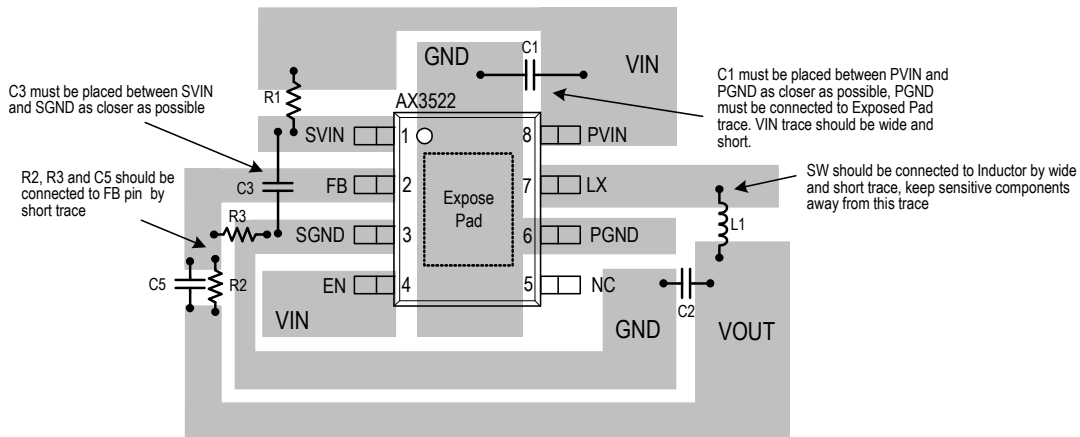 C1
GND
VIN
C3 must be placed between SVIN
and SGND as closer as possible
R1
AX3522
C1 must be placed between PVIN and
PGND as closer as possible, PGND
must be connected to Exposed Pad
trace. VIN trace should be wide and
short.
SVIN
1
8
PVIN
R2, R3 and C5 should be
connected to FB pin by
short trace
C3
FB
2
7
LX
SW should be connected to Inductor by wide
and short trace, keep sensitive components
away from this trace
Expose
Pad
R3
SGND
3
6
PGND
L1
C5
R2
EN
4
5
NC
C2
VIN
GND
VOUT